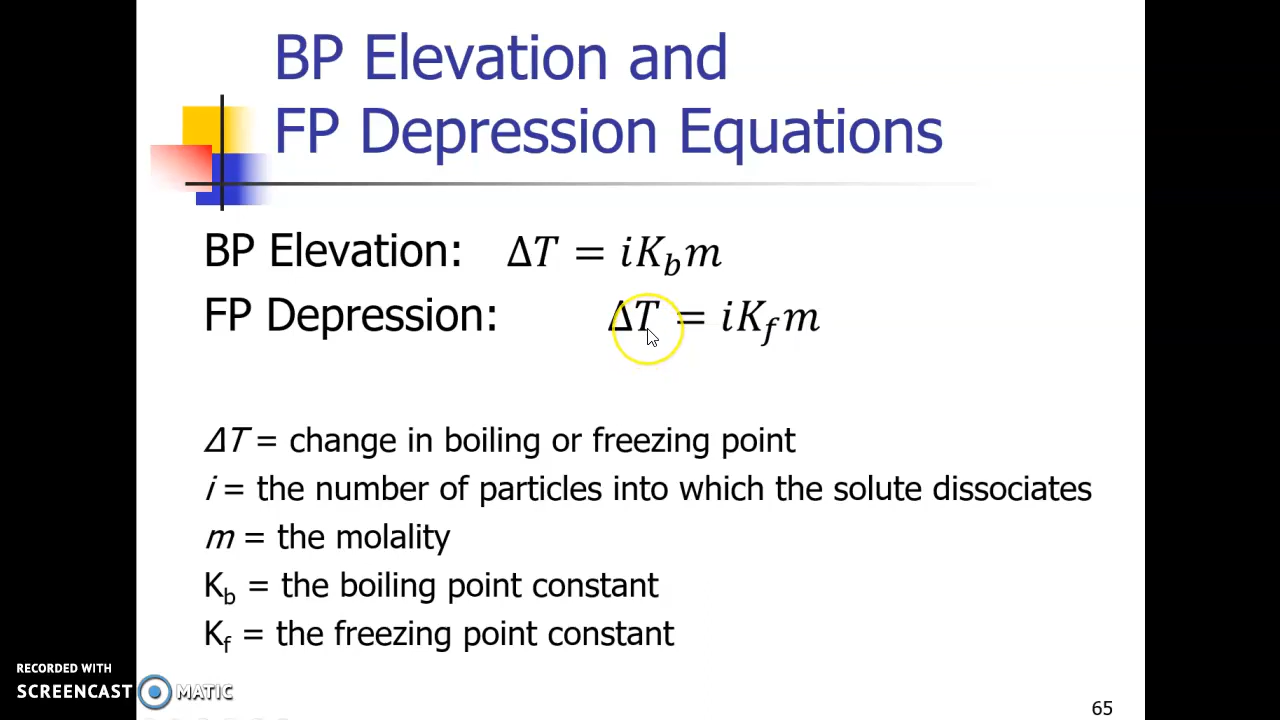 BP Elevation and
FP Depression Equations
BP Elevation: ΔT = iK_b m
FP Depression: ΔT = iK_f m
ΔT = change in boiling or freezing point
i = the number of particles into which the solute dissociates
m = the molality
K_b = the boiling point constant
K_f = the freezing point constant
RECORDED WITH
SCREENCAST MATIC
65